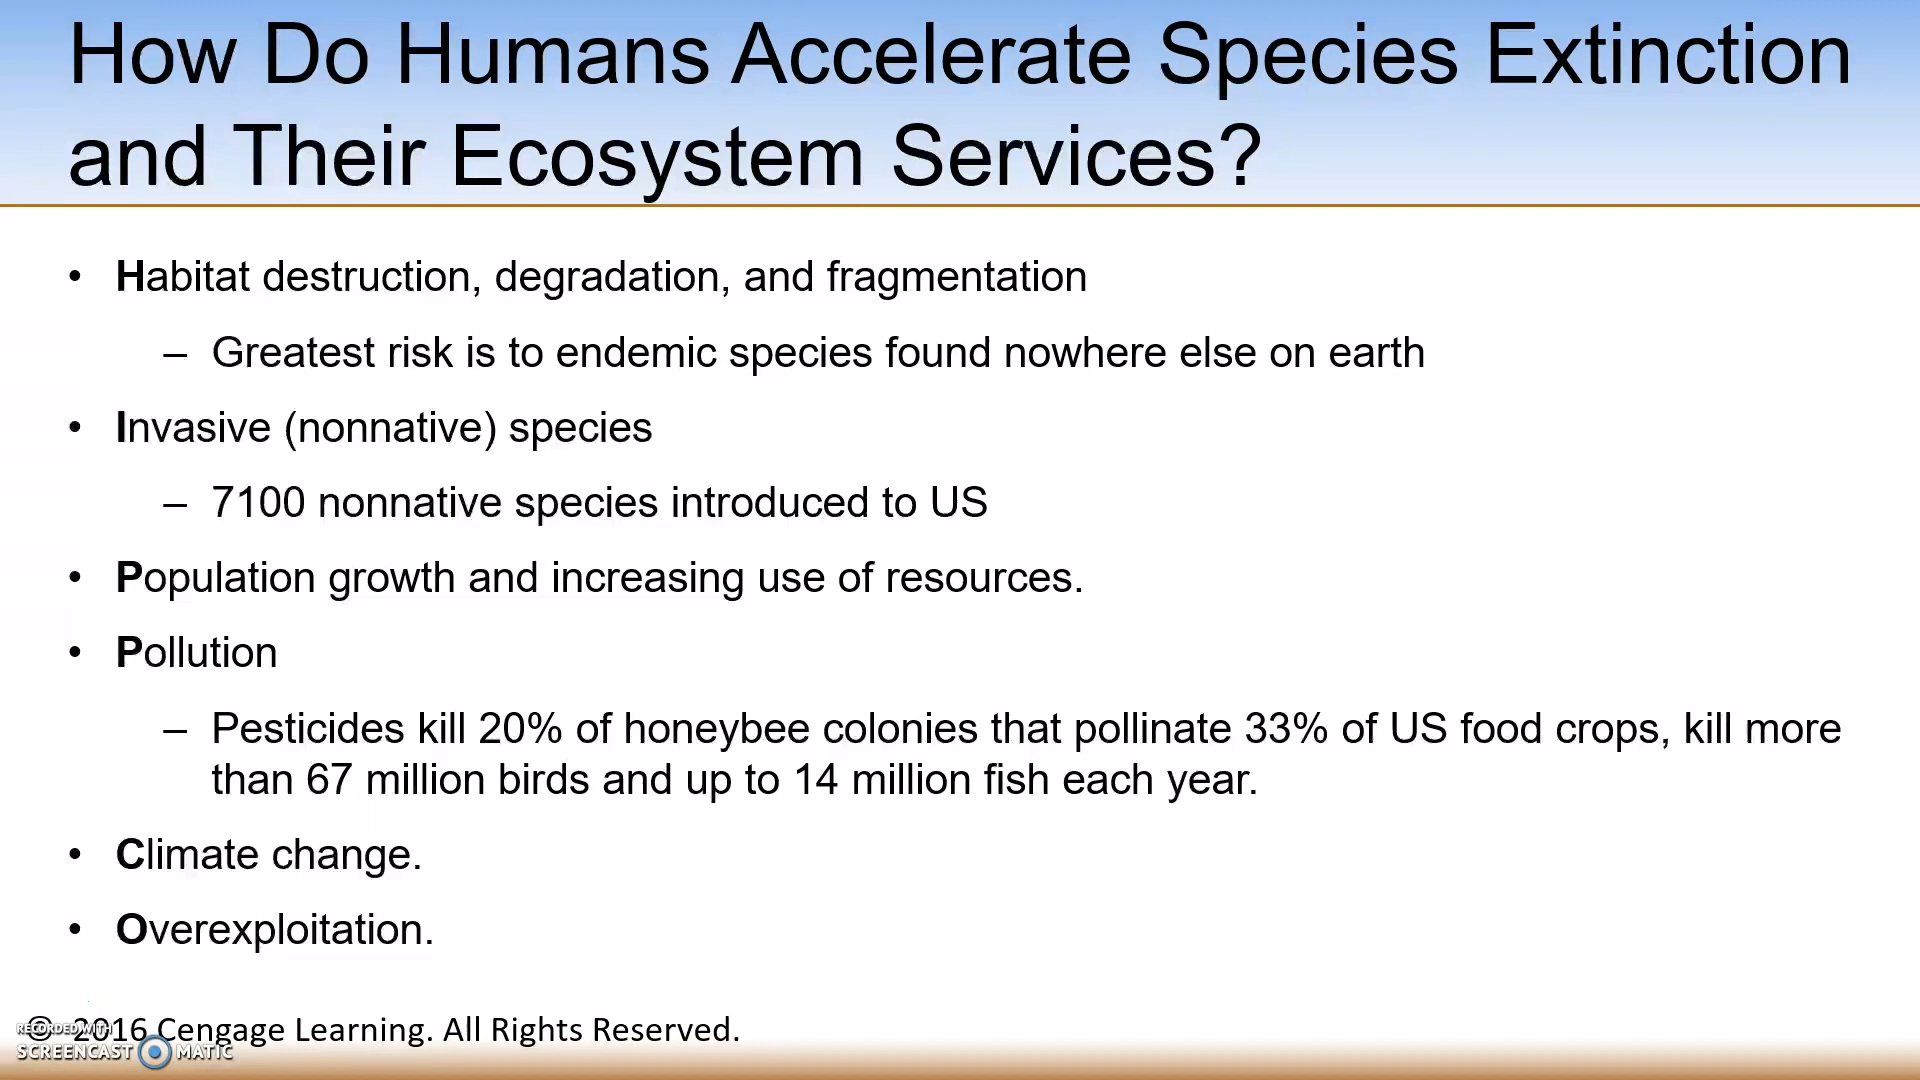 How Do Humans Accelerate Species Extinction
and Their Ecosystem Services?
• Habitat destruction, degradation, and fragmentation
– Greatest risk is to endemic species found nowhere else on earth
• Invasive (nonnative) species
– 7100 nonnative species introduced to US
• Population growth and increasing use of resources.
• Pollution
– Pesticides kill 20% of honeybee colonies that pollinate 33% of US food crops, kill more
than 67 million birds and up to 14 million fish each year.
• Climate change.
• Overexploitation.
© 2016 Cengage Learning. All Rights Reserved.
RECORDED WITH
SCREENCAST MATIC